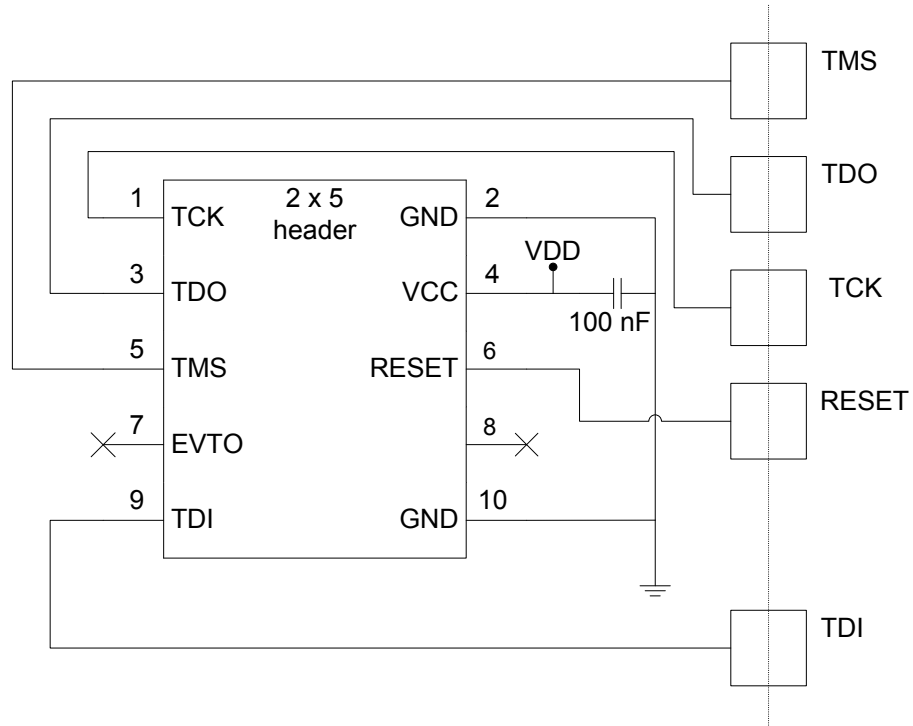 TMS
TDO
TCK
RESET
TDI
2 x 5
header
1
TCK
GND
2
3
TDO
VCC
4
VDD
100 nF
5
TMS
RESET
6
7
EVTO
8
9
TDI
GND
10